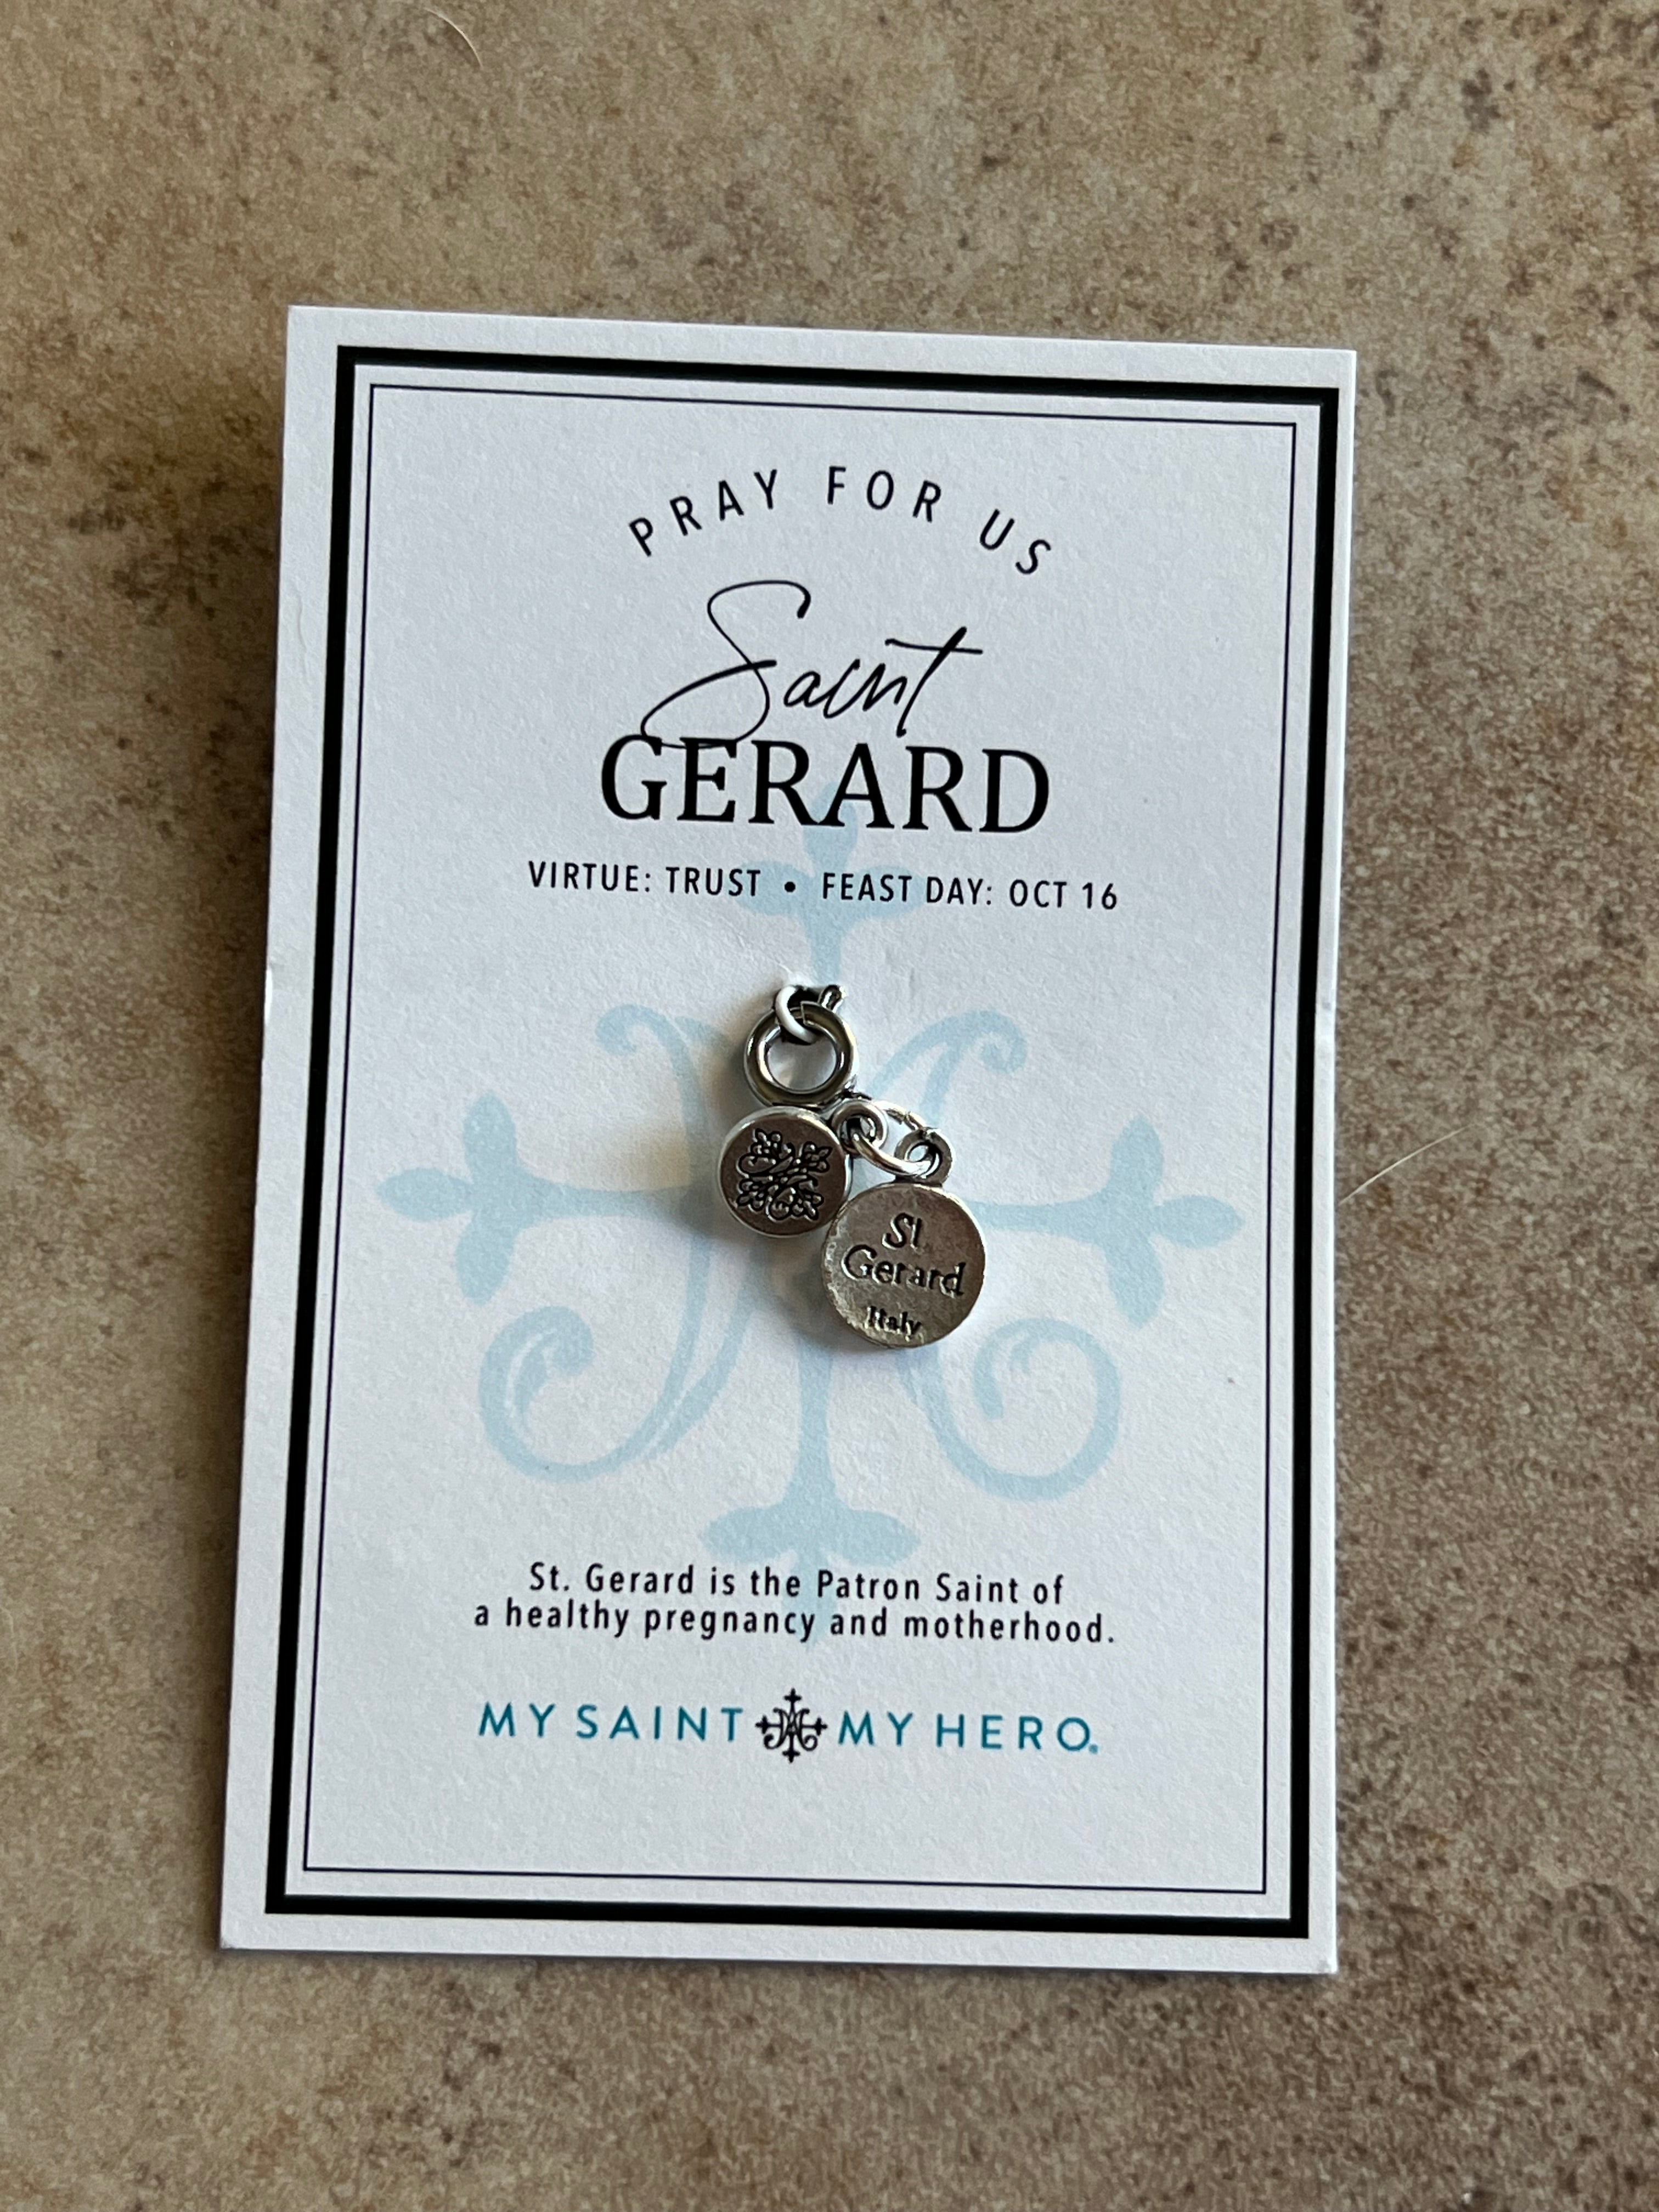 PRAY FOR US
Saint
GERARD
VIRTUE: TRUST • FEAST DAY: OCT 16
St.
Gerard
Italy
St. Gerard is the Patron Saint of
a healthy pregnancy and motherhood.
MY SAINT MY HERO®